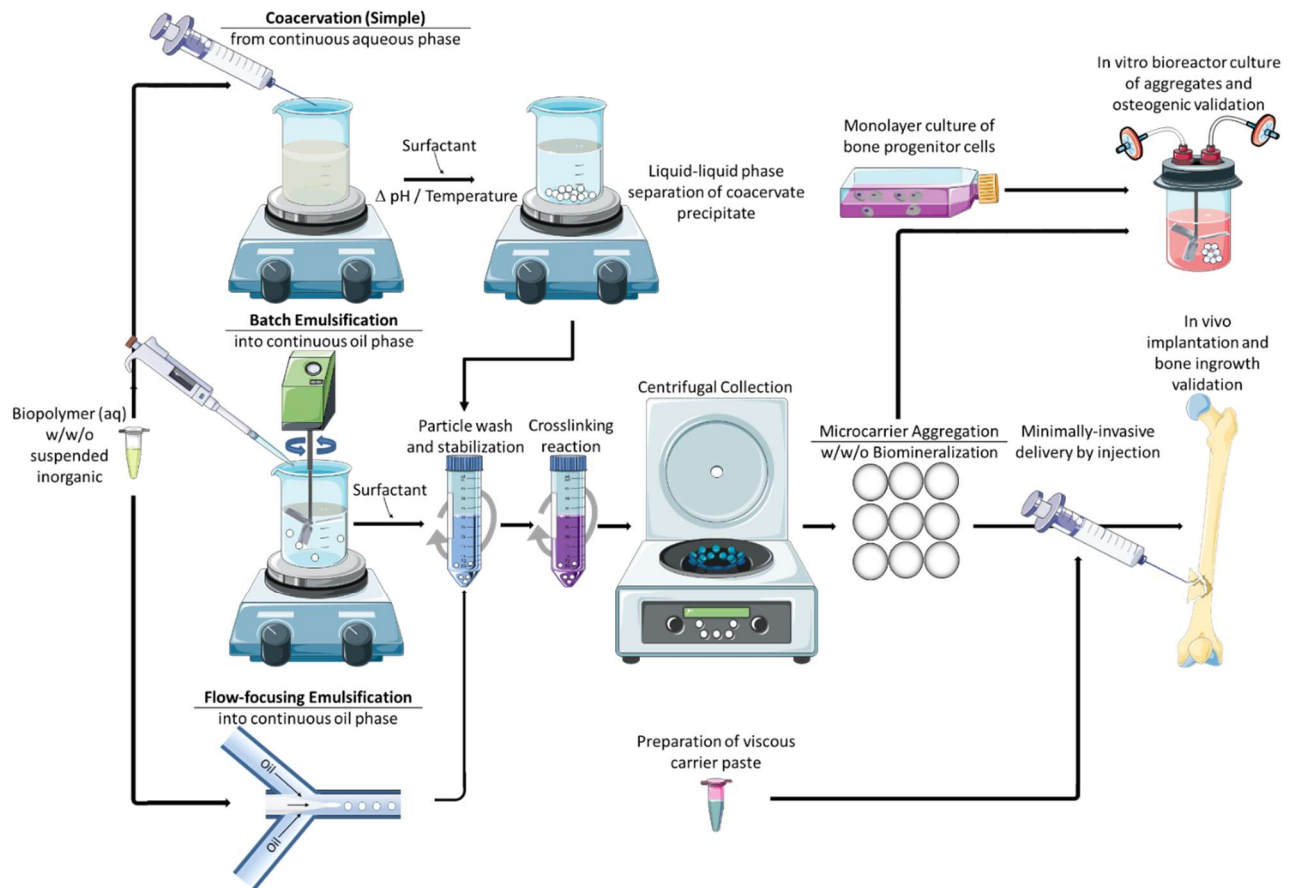 Coacervation (Simple)
from continuous aqueous phase
Surfactant
Δ pH / Temperature
Liquid-liquid phase
separation of coacervate
precipitate
Monolayer culture of
bone progenitor cells
In vitro bioreactor culture
of aggregates and
osteogenic validation
Biopolymer (aq)
w/w/o
suspended
inorganic
Batch Emulsification
into continuous oil phase
Surfactant
Particle wash
and stabilization
Crosslinking
reaction
Centrifugal Collection
Microcarrier Aggregation
w/w/o Biomineralization
Minimally-invasive
delivery by injection
In vivo
implantation and
bone ingrowth
validation
Flow-focusing Emulsification
into continuous oil phase
Oil
Oil
Preparation of viscous
carrier paste